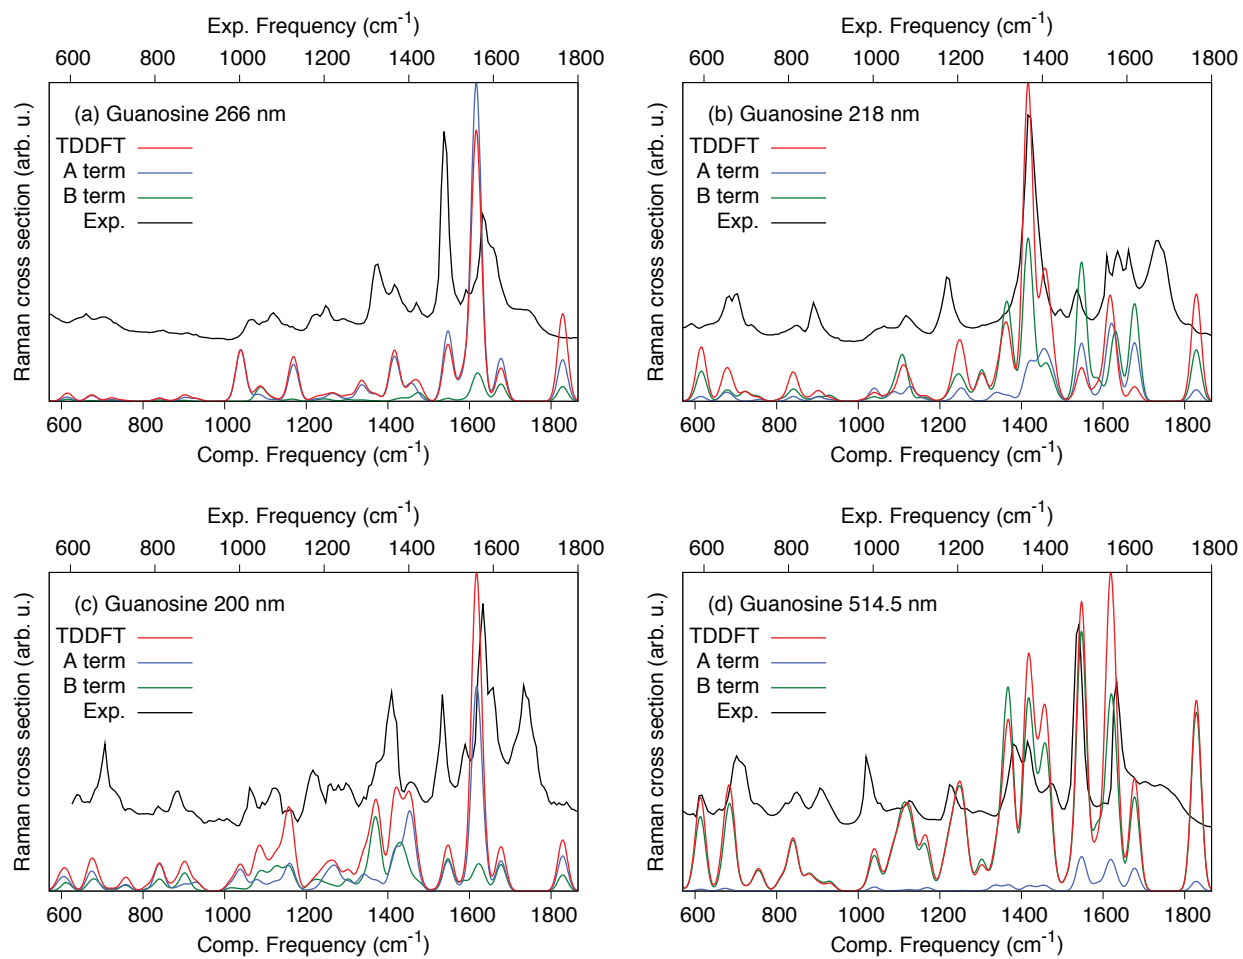 Exp. Frequency (cm-1)
600 800 1000 1200 1400 1600 1800
Raman cross section (arb. u.)
(a) Guanosine 266 nm
TDDFT
A term
B term
Exp.
600 800 1000 1200 1400 1600 1800
Comp. Frequency (cm-1)
Exp. Frequency (cm-1)
600 800 1000 1200 1400 1600 1800
Raman cross section (arb. u.)
(b) Guanosine 218 nm
TDDFT
A term
B term
Exp.
600 800 1000 1200 1400 1600 1800
Comp. Frequency (cm-1)
Exp. Frequency (cm-1)
600 800 1000 1200 1400 1600 1800
Raman cross section (arb. u.)
(c) Guanosine 200 nm
TDDFT
A term
B term
Exp.
600 800 1000 1200 1400 1600 1800
Comp. Frequency (cm-1)
Exp. Frequency (cm-1)
600 800 1000 1200 1400 1600 1800
Raman cross section (arb. u.)
(d) Guanosine 514.5 nm
TDDFT
A term
B term
Exp.
600 800 1000 1200 1400 1600 1800
Comp. Frequency (cm-1)